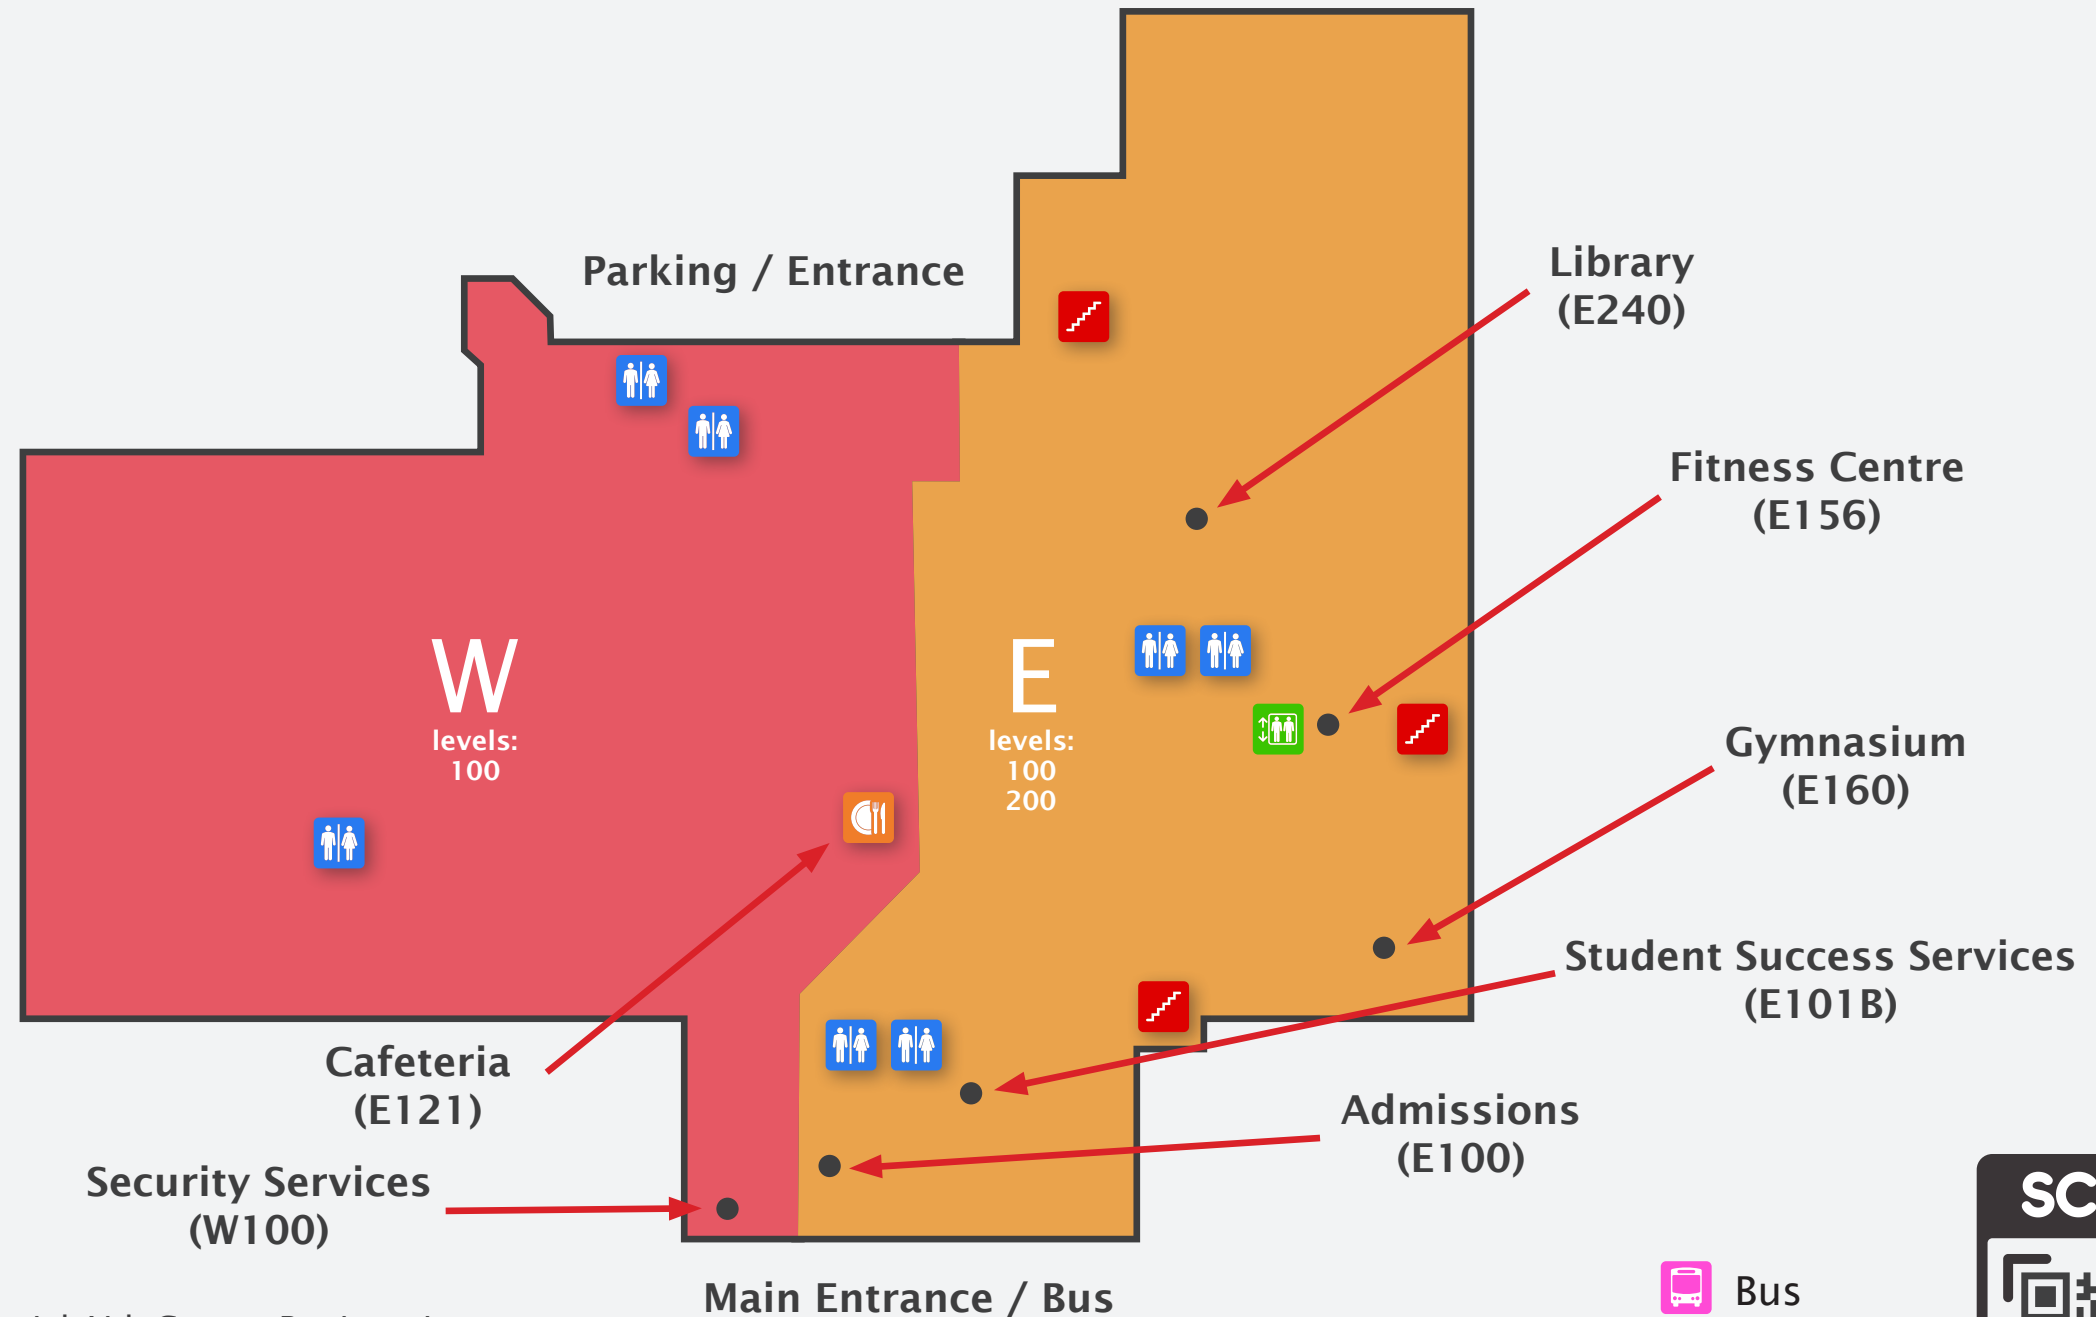 Parking / Entrance
Library
(E240)
Fitness Centre
(E156)
W
levels:
100
E
levels:
100
200
Gymnasium
(E160)
Student Success Services
(E101B)
Cafeteria
(E121)
Admissions
(E100)
Security Services
(W100)
Main Entrance / Bus
Bus
SC